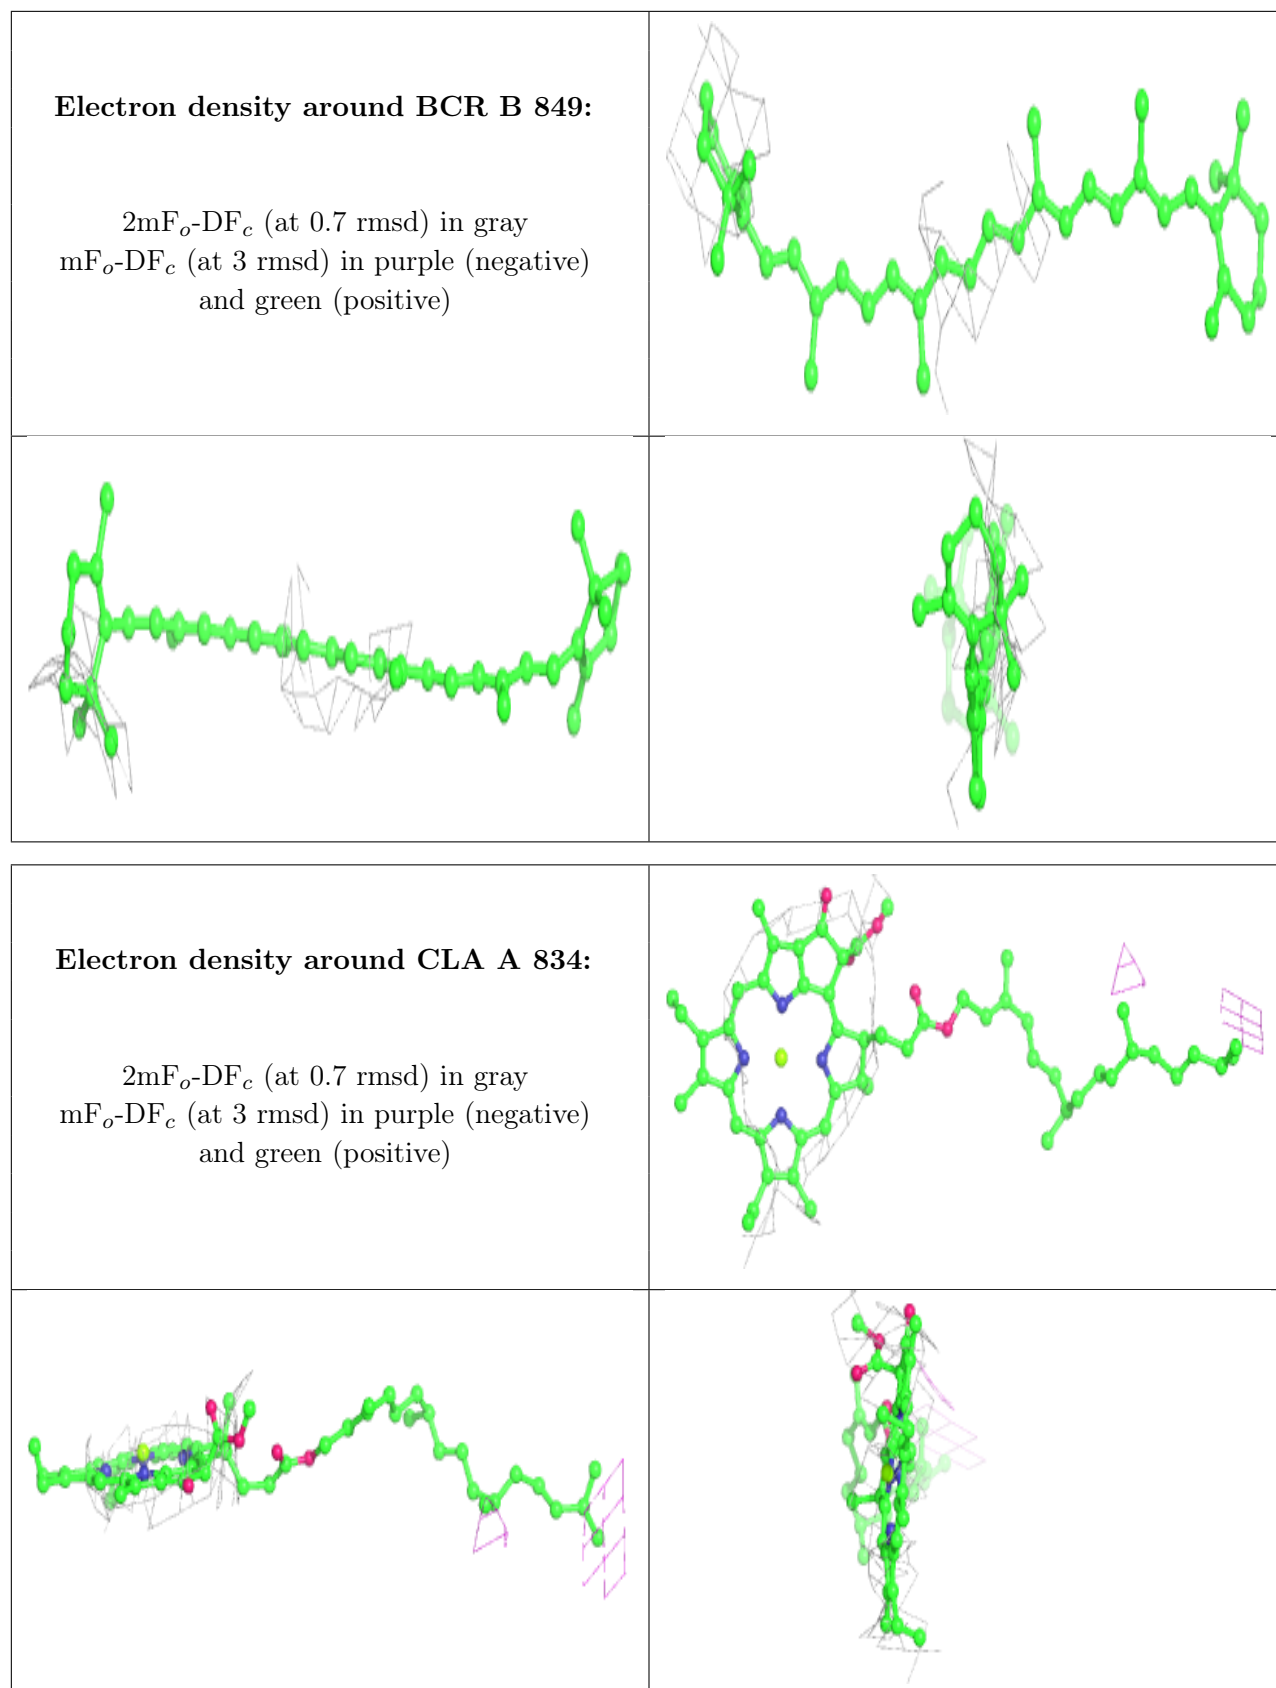 Electron density around BCR B 849:
2mFo-DFc (at 0.7 rmsd) in gray
mFo-DFc (at 3 rmsd) in purple (negative)
and green (positive)
Electron density around CLA A 834:
2mFo-DFc (at 0.7 rmsd) in gray
mFo-DFc (at 3 rmsd) in purple (negative)
and green (positive)